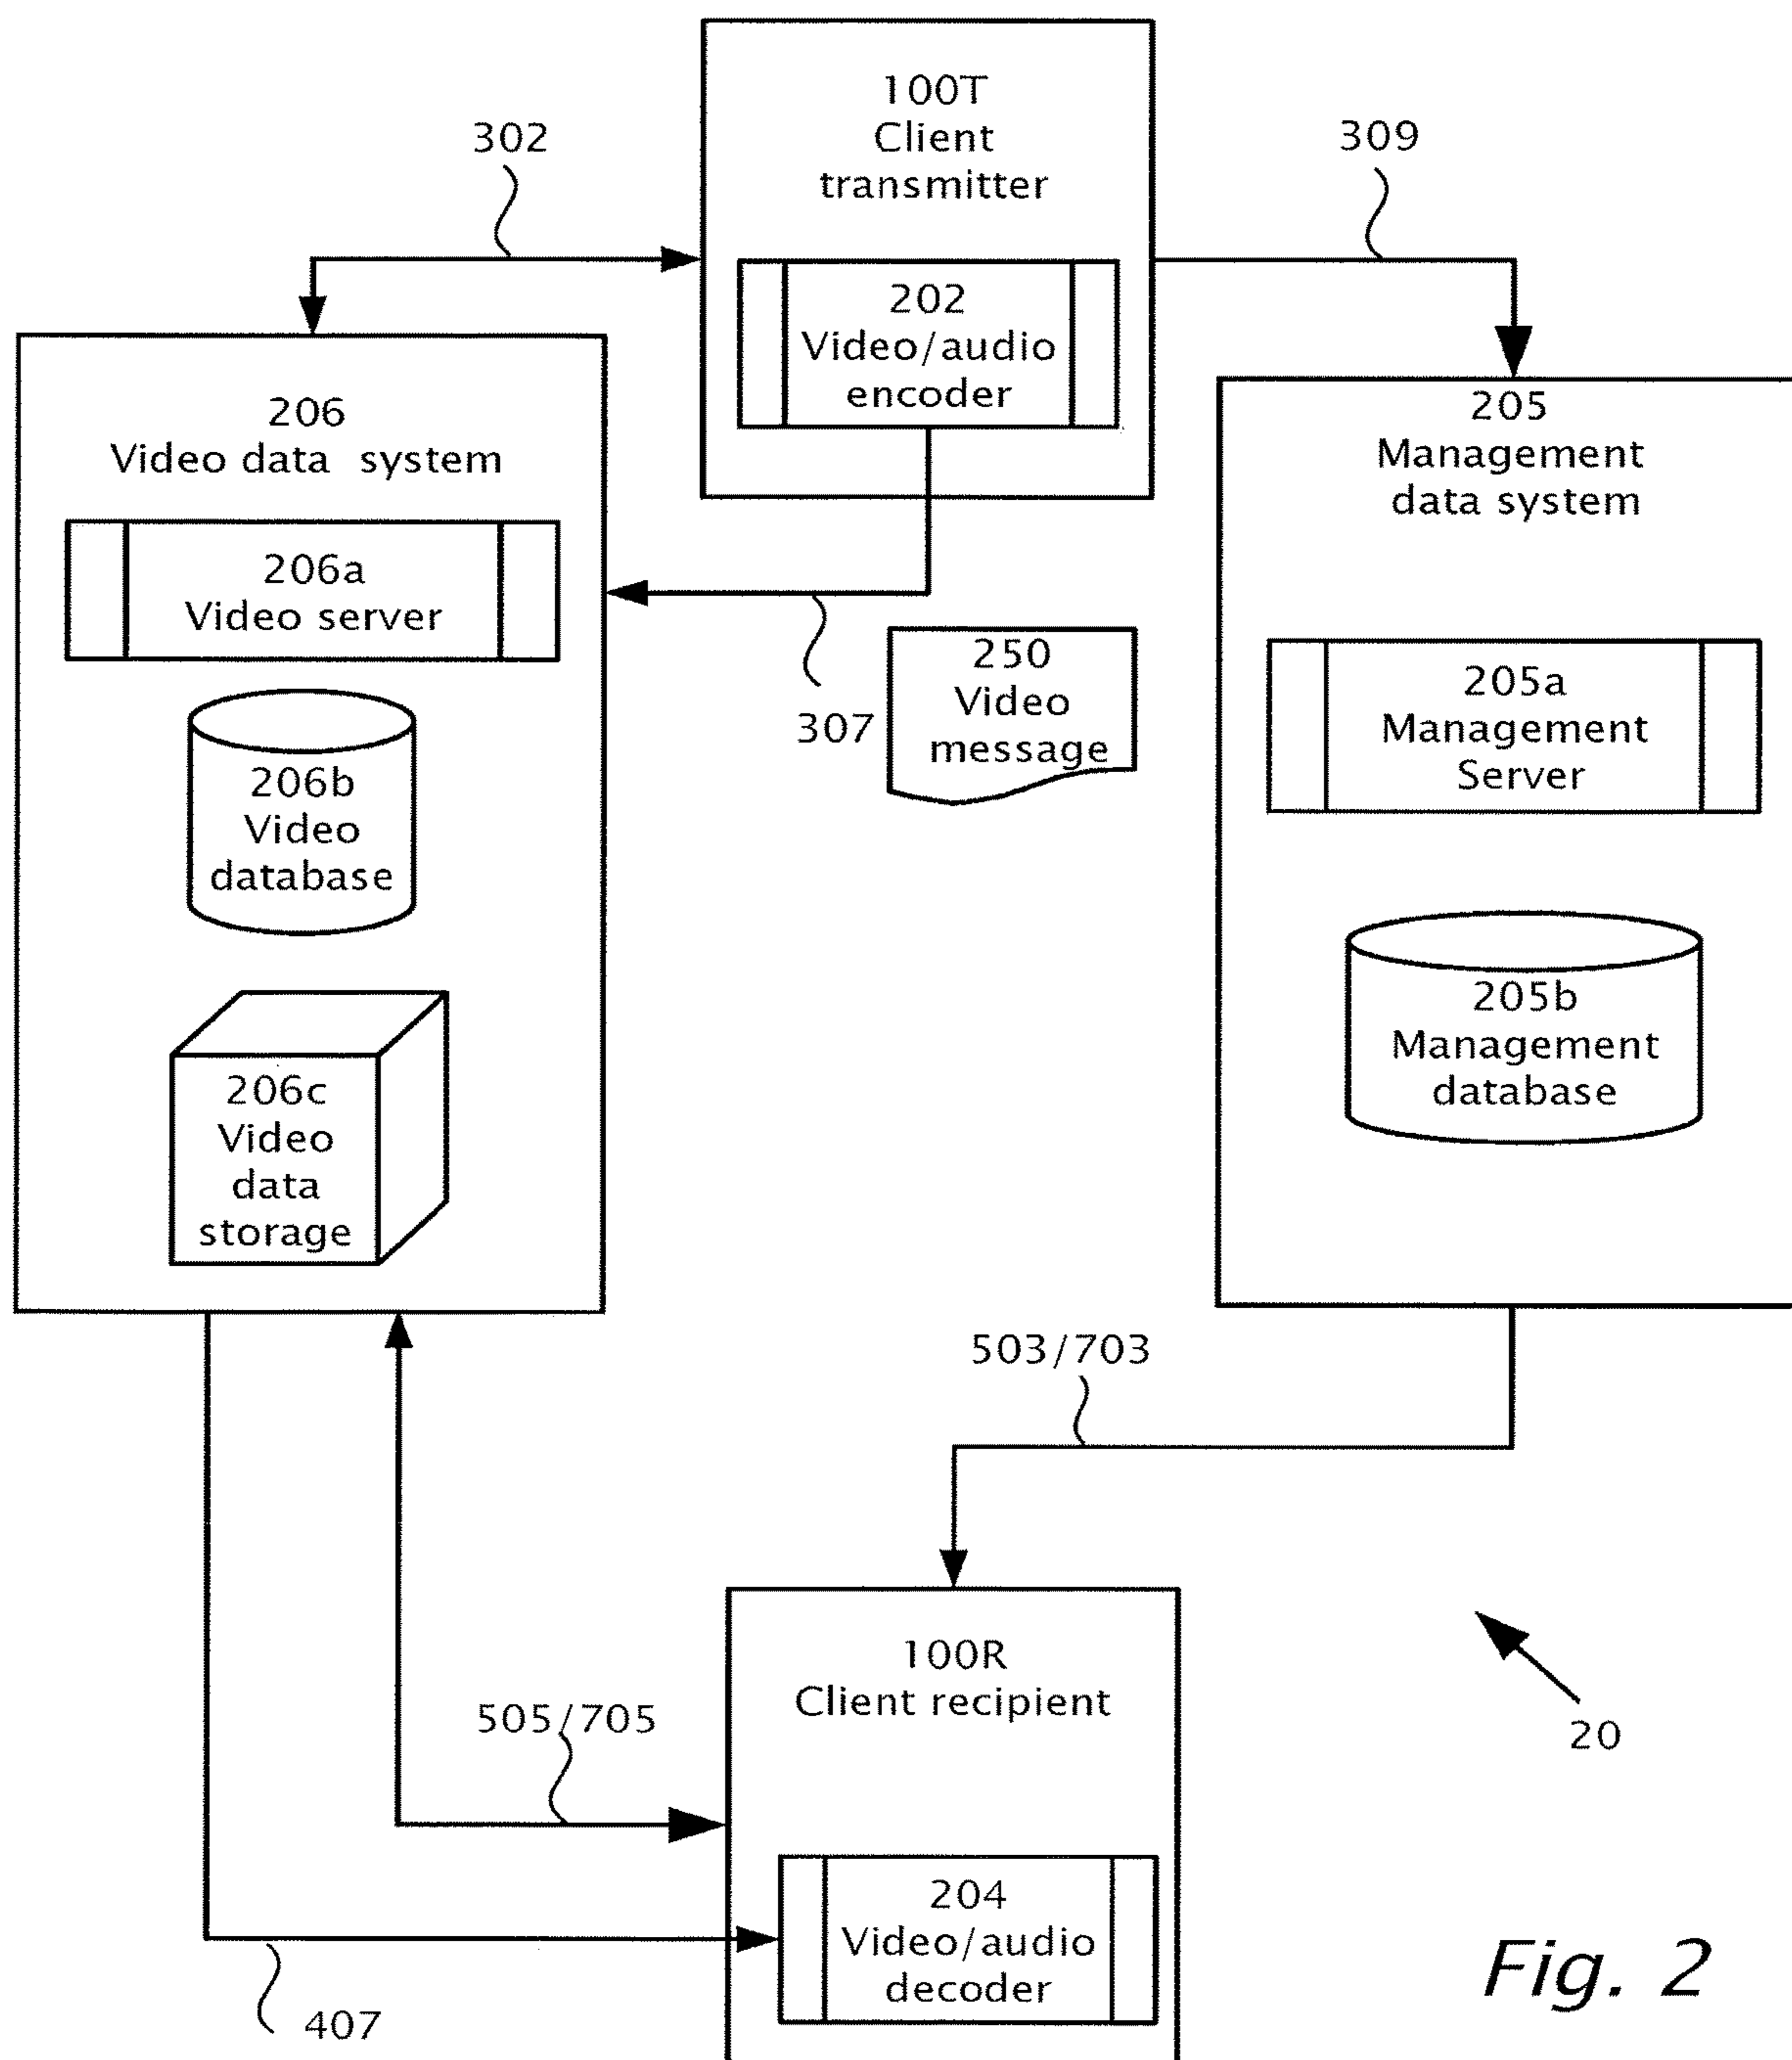 100T
Client
transmitter
302
309
202
Video/audio
encoder
206
Video data system
205
Management
data system
206a
Video server
307
250
Video
message
205a
Management
Server
206b
Video
database
205b
Management
database
206c
Video
data
storage
503/703
100R
Client recipient
505/705
20
204
Video/audio
decoder
407
Fig. 2